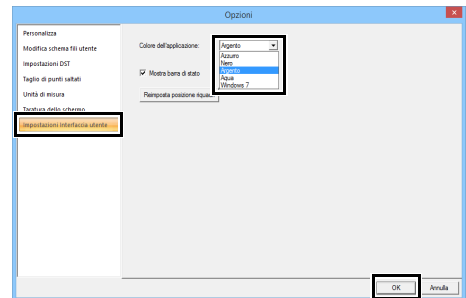 Opzioni
Personalizza
Modifica schema fili utente
Impostazioni DST
Taglio di punti saltati
Unità di misura
Taratura dello schermo
Impostazioni interfaccia utente
Colore dell'applicazione:
Argento
Azzurro
Nero
Argento
Aqua
Windows 7
Mostra barra di stato
Reimposta posizione riquadri
OK
Annulla